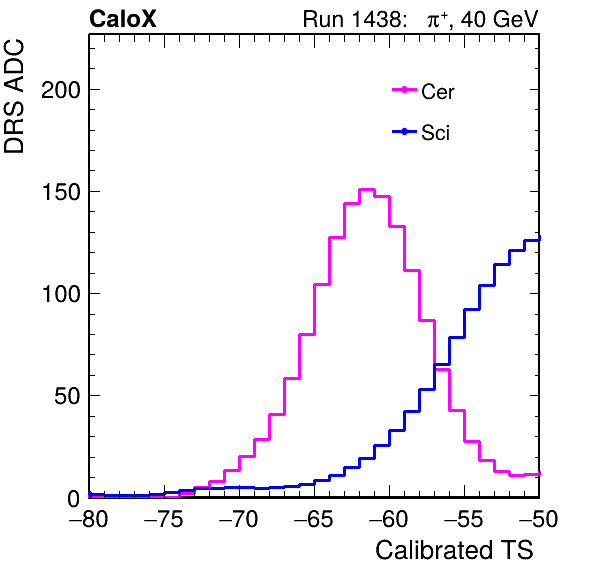 CaloX Run 1438: π⁺, 40 GeV
DRS ADC
200
150
100
50
0
Cer
Sci
−80 −75 −70 −65 −60 −55 −50
Calibrated TS